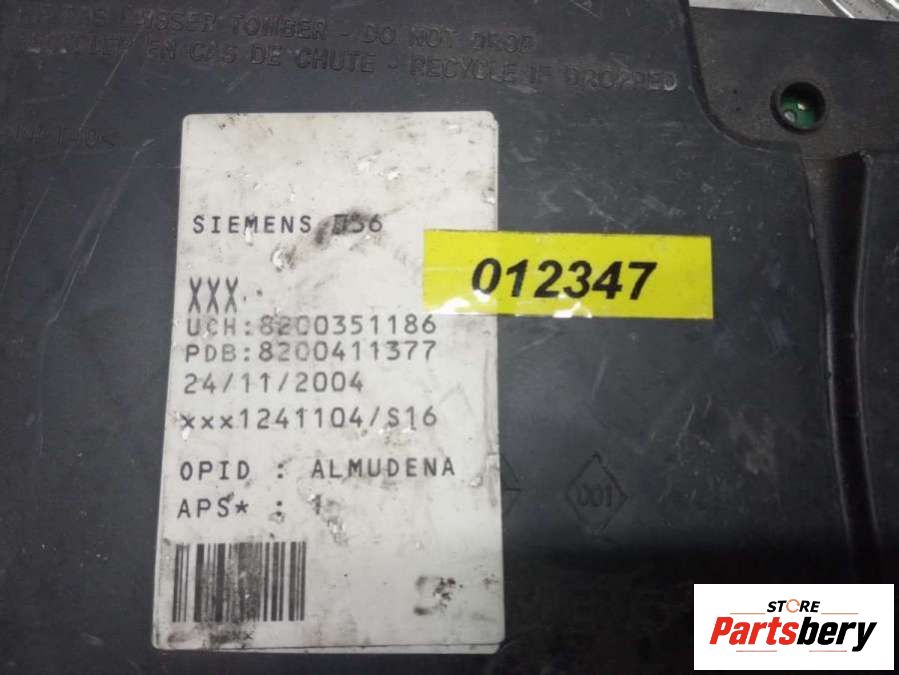 TOMBER - DO NOT DROP
EN CAS DE CHUTE - RECYCLE IF DROPPED
SIEMENS
012347
XXX
UCH:8200351186
PDB:8200411377
24/11/2004
xxx1241104/S16
OPID : ALMUDENA
APS* : 1
001
STORE
Partsbery